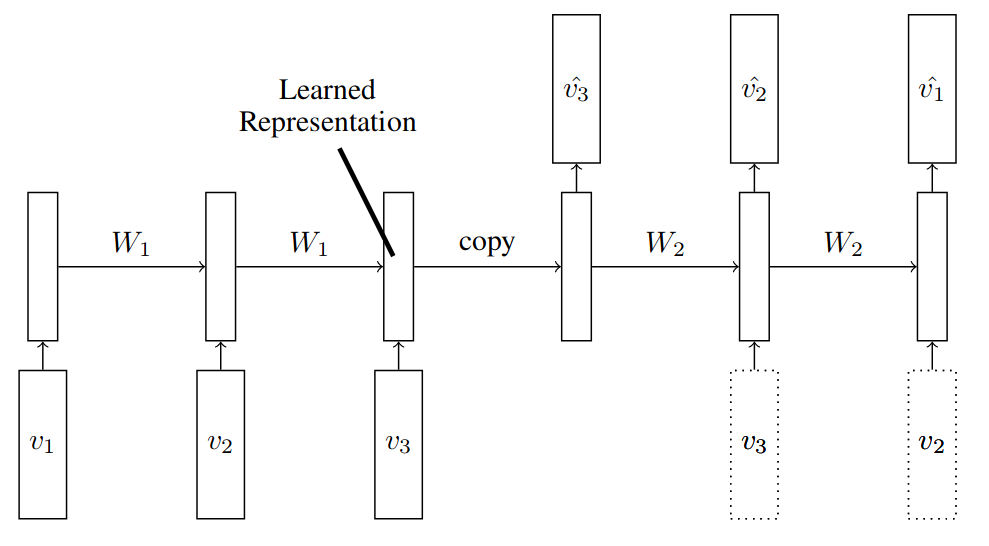 Learned
Representation
v̂₃
v̂₂
v̂₁
W₁
W₁
copy
W₂
W₂
v₁
v₂
v₃
v₃
v₂